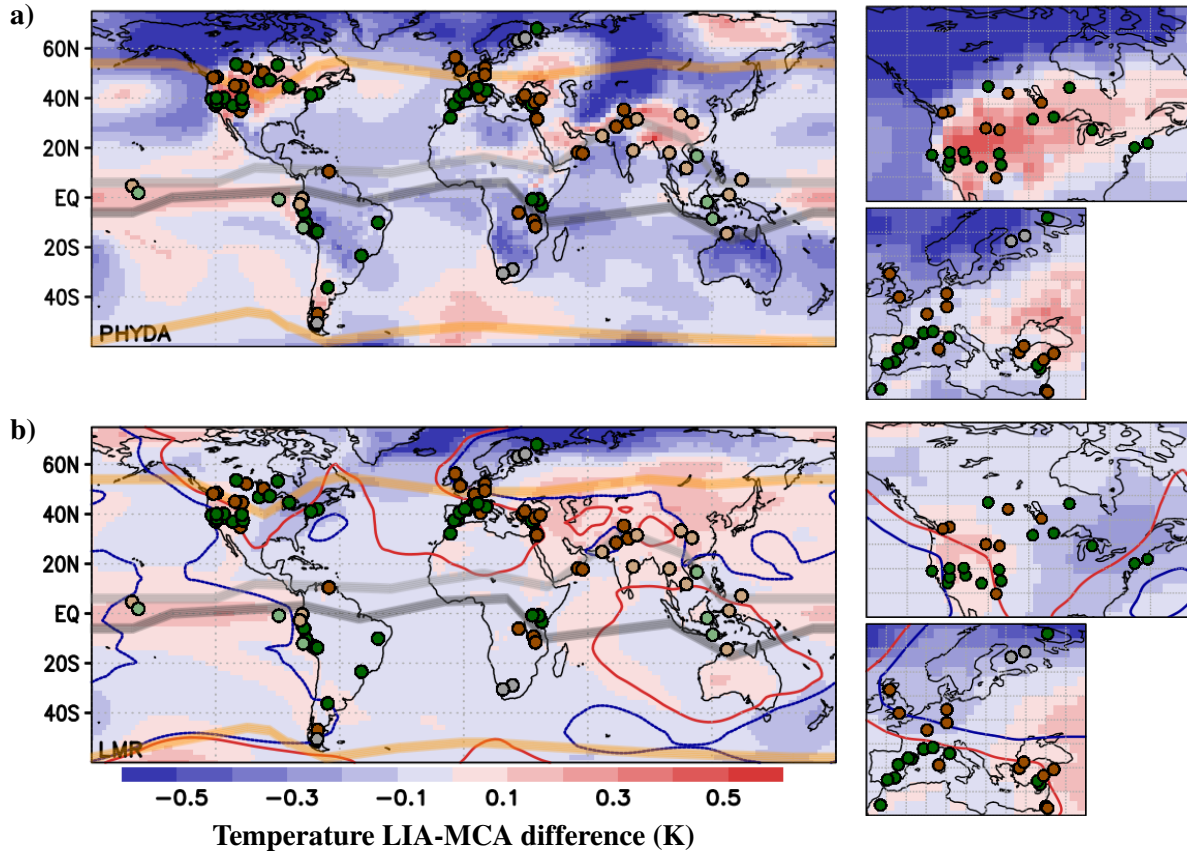 a)
60N
40N
20N
EQ
20S
40S
PHYDA
b)
60N
40N
20N
EQ
20S
40S
LMR
−0.5 −0.3 −0.1 0.1 0.3 0.5
Temperature LIA-MCA difference (K)